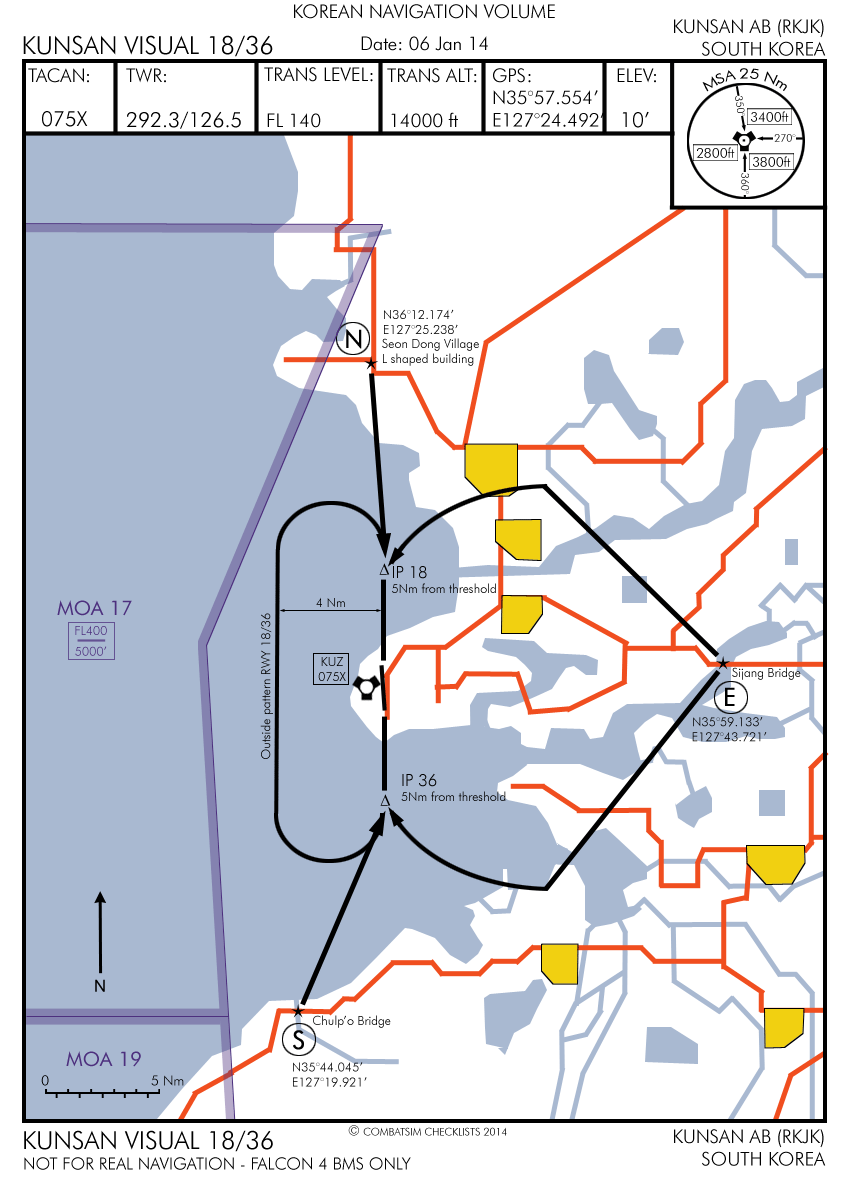 KOREAN NAVIGATION VOLUME
KUNSAN VISUAL 18/36
Date: 06 Jan 14
KUNSAN AB (RKJK)
SOUTH KOREA
TACAN:
075X
TWR:
292.3/126.5
TRANS LEVEL:
FL 140
TRANS ALT:
14000 ft
GPS:
N35°57.554'
E127°24.492'
ELEV:
10'
MSA 25 Nm
350°
3400ft
270°
2800ft
3800ft
360°
N36°12.174'
E127°25.238'
Seon Dong Village
L shaped building
N
IP 18
5Nm from threshold
4 Nm
MOA 17
FL400
5000'
Outside pattern RWY 18/36
KUZ
075X
Sijang Bridge
E
N35°59.133'
E127°43.721'
IP 36
5Nm from threshold
N
Chulp'o Bridge
S
N35°44.045'
E127°19.921'
MOA 19
0 5 Nm
© COMBATSIM CHECKLISTS 2014
KUNSAN VISUAL 18/36
NOT FOR REAL NAVIGATION - FALCON 4 BMS ONLY
KUNSAN AB (RKJK)
SOUTH KOREA